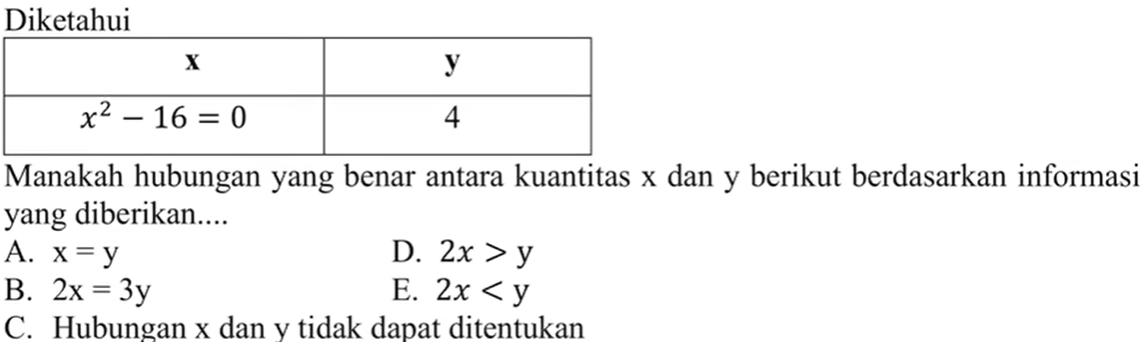 Diketahui
x y
x² − 16 = 0 4
Manakah hubungan yang benar antara kuantitas x dan y berikut berdasarkan informasi
yang diberikan....
A. x = y D. 2x > y
B. 2x = 3y E. 2x < y
C. Hubungan x dan y tidak dapat ditentukan